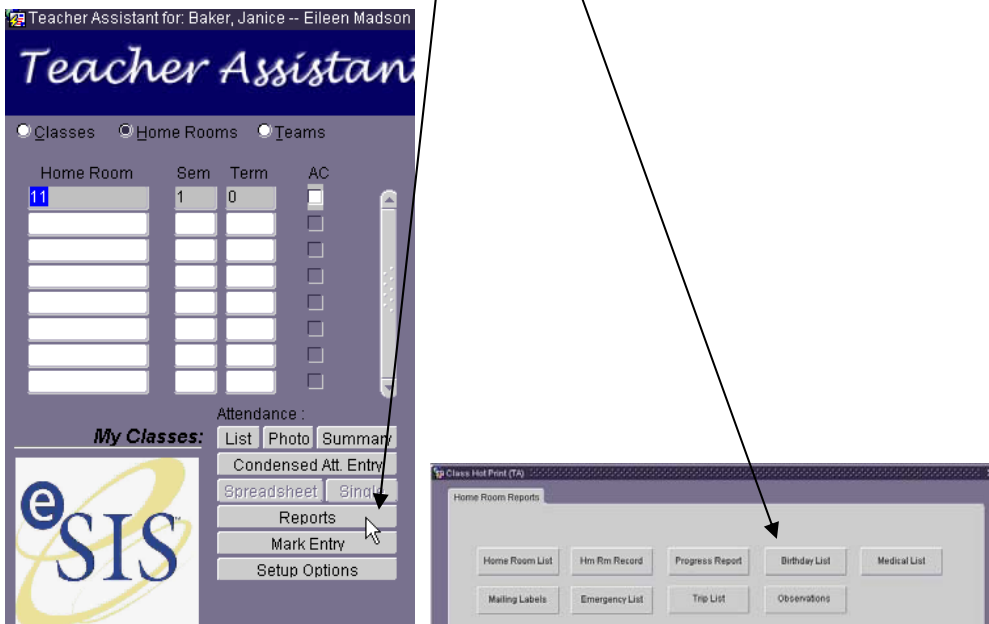 Teacher Assistant for: Baker, Janice -- Eileen Madson
Teacher Assistan
Classes Home Rooms Teams
Home Room Sem Term AC
11 1 0
Attendance :
My Classes: List Photo Summary
Condensed Att. Entry
Spreadsheet Single
Reports
Mark Entry
Setup Options
eSIS
Class Hot Print (TA)
Home Room Reports
Home Room List Hm Rm Record Progress Report Birthday List Medical List
Mailing Labels Emergency List Trip List Observations